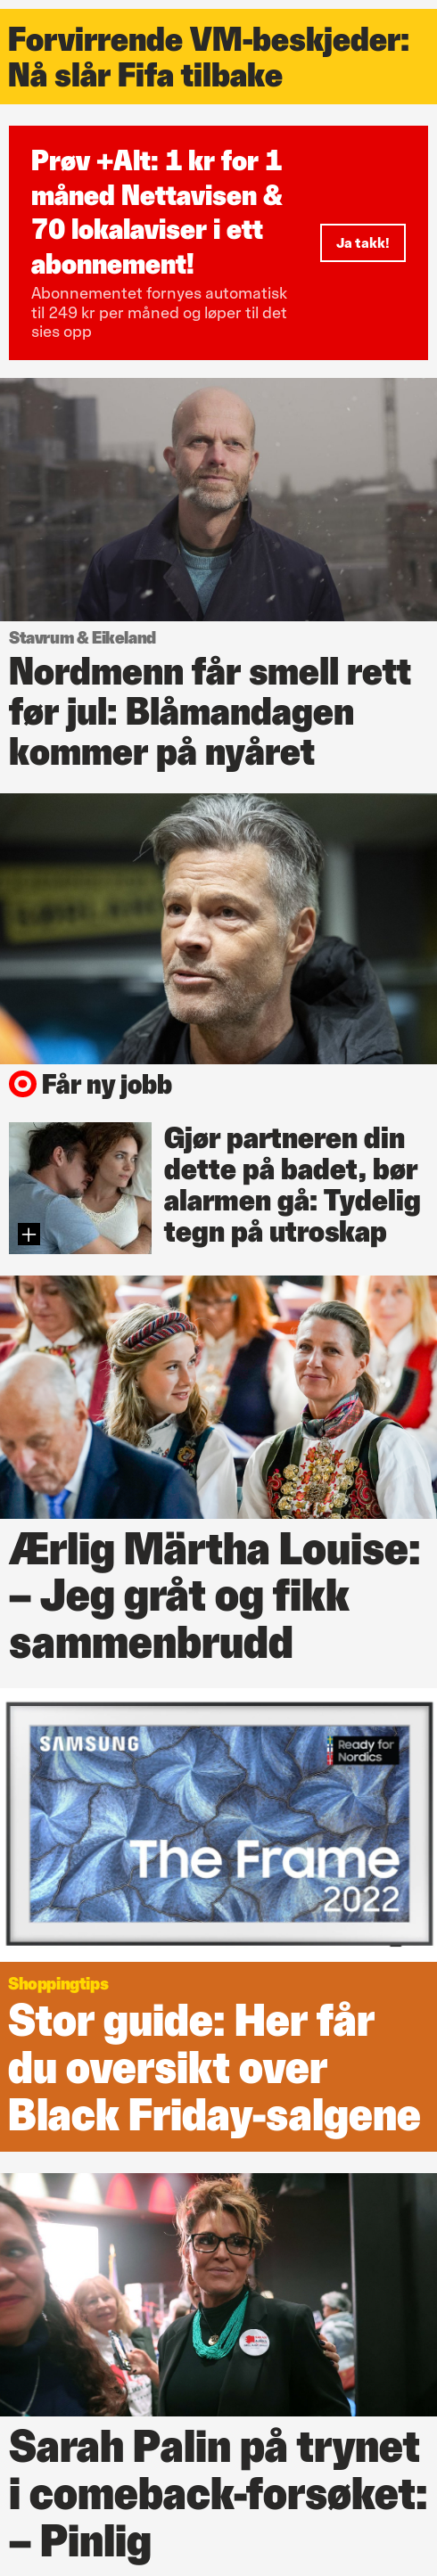 Forvirrende VM-beskjeder:
Nå slår Fifa tilbake
Prøv +Alt: 1 kr for 1
måned Nettavisen &
70 lokalaviser i ett
abonnement!
Abonnementet fornyes automatisk
til 249 kr per måned og løper til det
sies opp
Ja takk!
Stavrum & Eikeland
Nordmenn får smell rett
før jul: Blåmandagen
kommer på nyåret
Får ny jobb
Gjør partneren din
dette på badet, bør
alarmen gå: Tydelig
tegn på utroskap
Ærlig Märtha Louise:
– Jeg gråt og fikk
sammenbrudd
SAMSUNG
Ready for
Nordics
The Frame
2022
Shoppingtips
Stor guide: Her får
du oversikt over
Black Friday-salgene
Sarah Palin på trynet
i comeback-forsøket:
– Pinlig